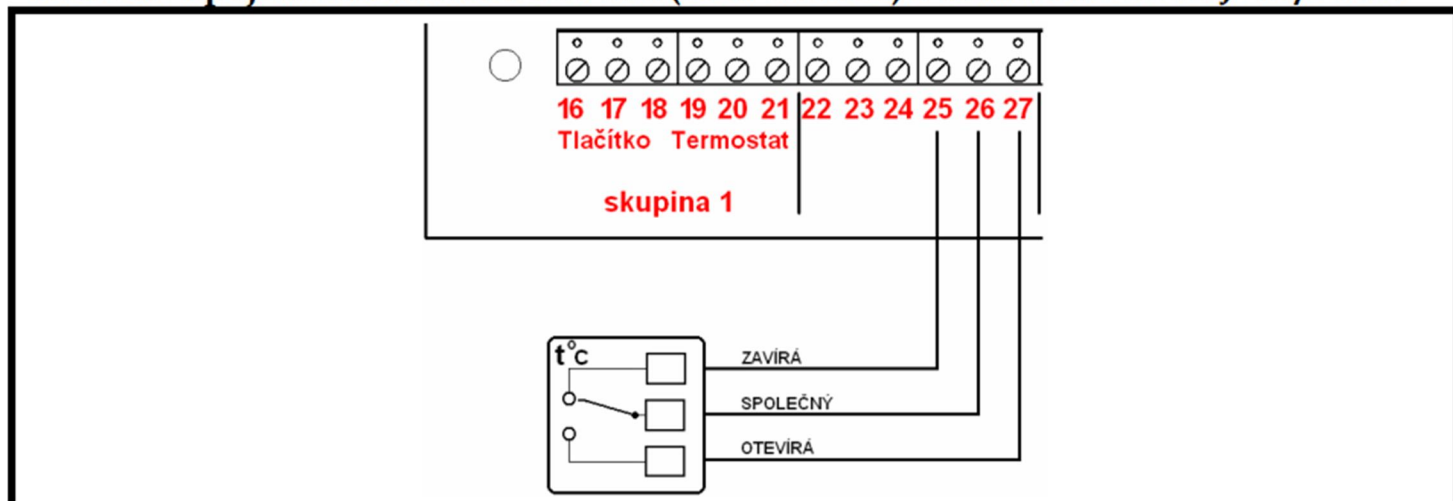 16 17 18 19 20 21 22 23 24 25 26 27
Tlačítko Termostat
skupina 1
t°c
ZAVÍRÁ
SPOLEČNÝ
OTEVÍRÁ